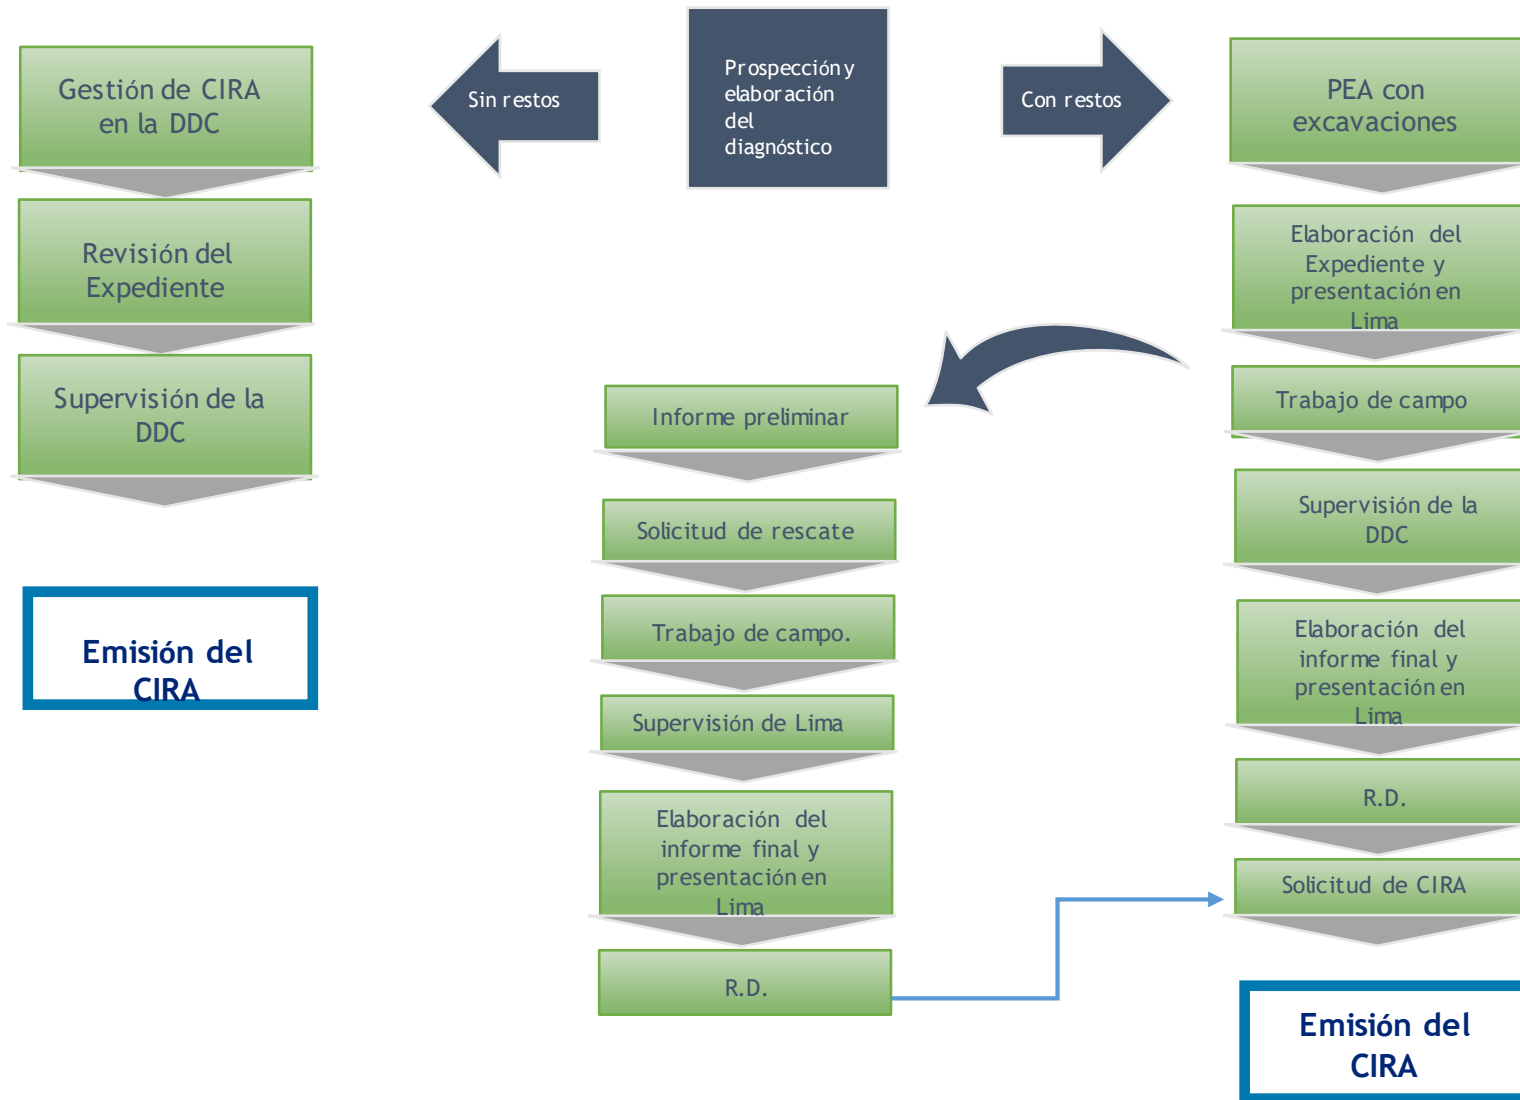 Gestión de CIRA
en la DDC
Revisión del
Expediente
Supervisión de la
DDC
Emisión del
CIRA
Sin restos
Prospección y
elaboración
del
diagnóstico
Con restos
Informe preliminar
Solicitud de rescate
Trabajo de campo.
Supervisión de Lima
Elaboración del
informe final y
presentación en
Lima
R.D.
PEA con
excavaciones
Elaboración del
Expediente y
presentación en
Lima
Trabajo de campo
Supervisión de la
DDC
Elaboración del
informe final y
presentación en
Lima
R.D.
Solicitud de CIRA
Emisión del
CIRA